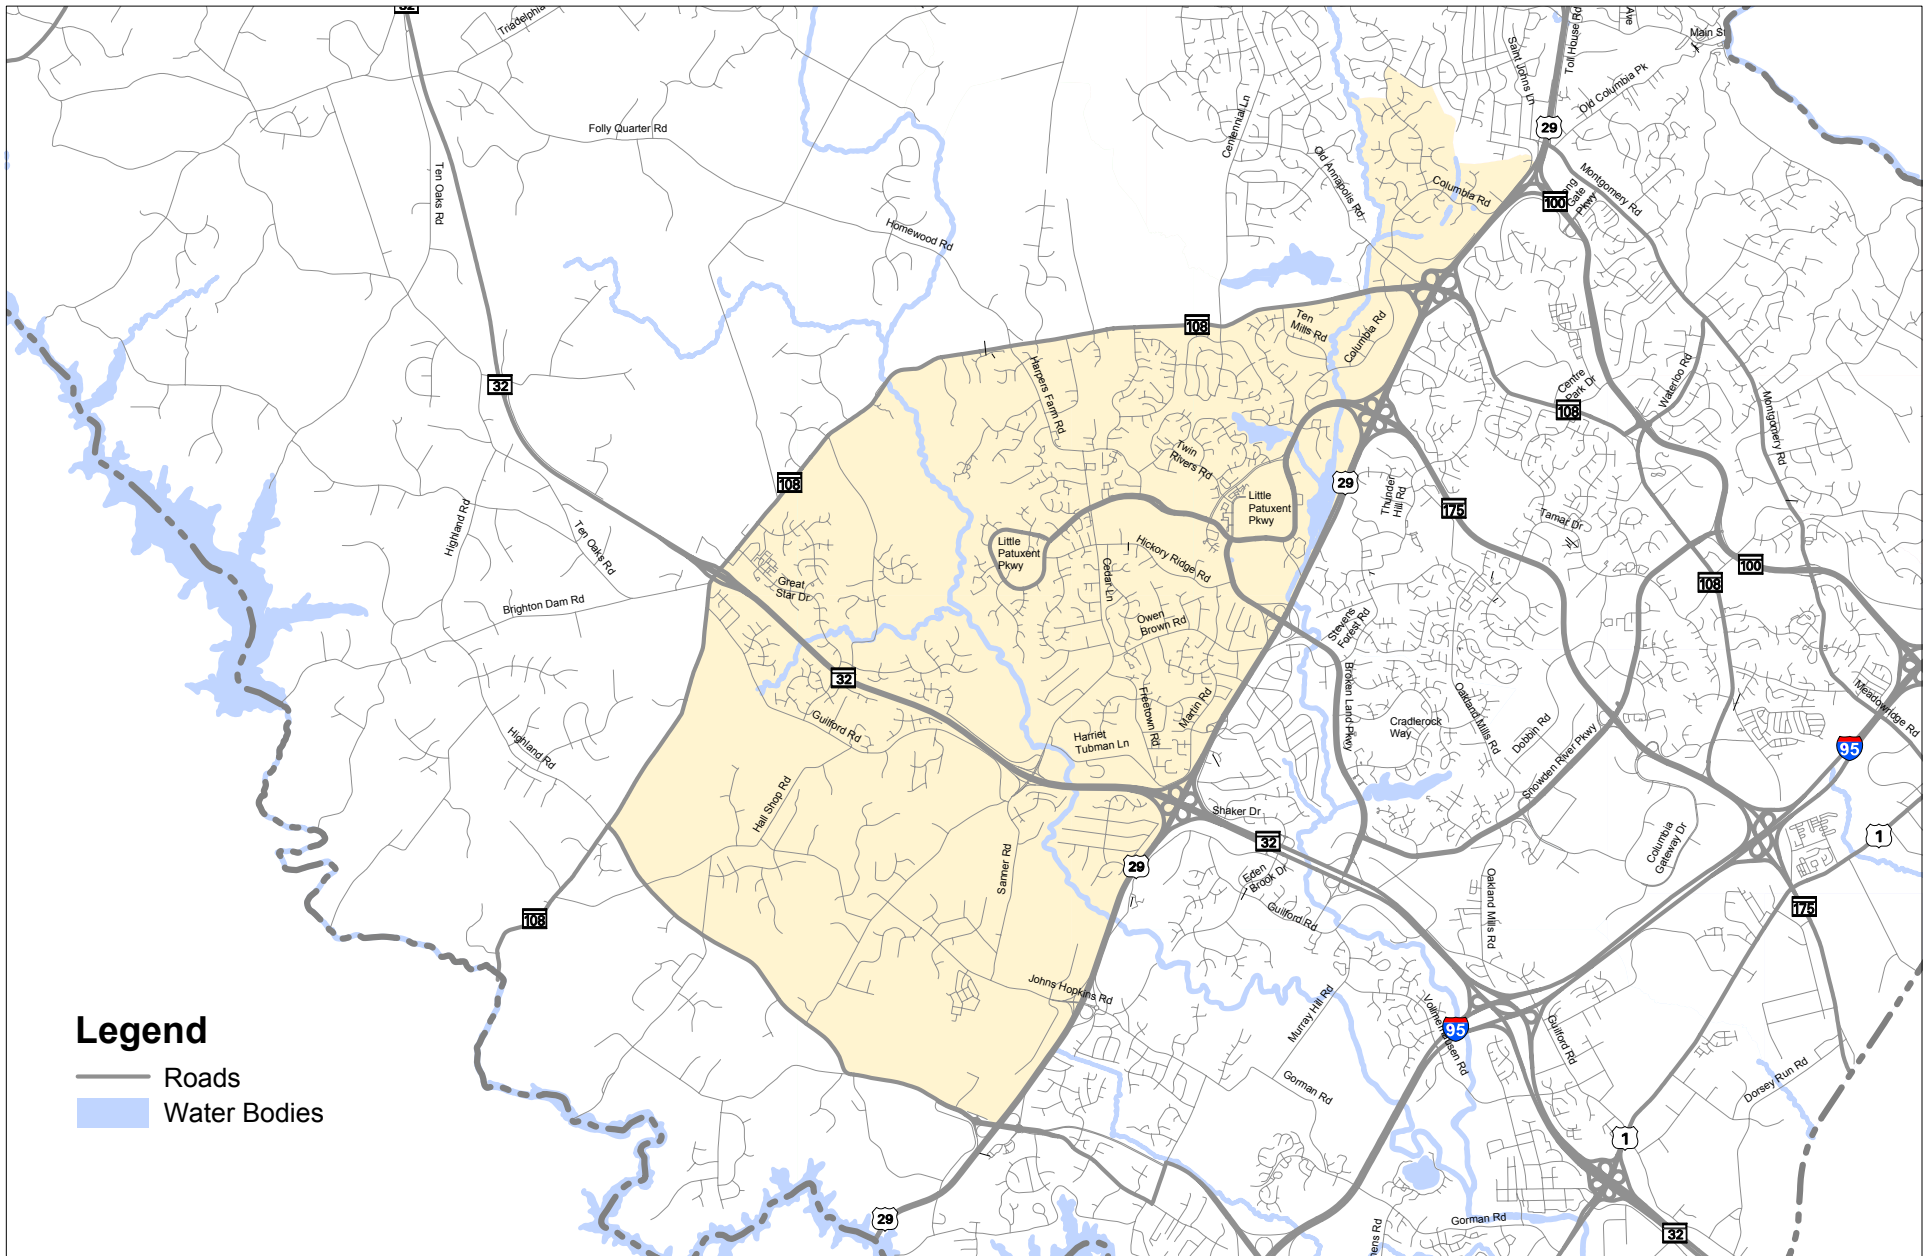 32
Triadelphia
Folly Quarter Rd
Ten Oaks Rd
Homewood Rd
Centennial Ln
Old Annapolis Rd
Saint Johns Ln
Toll House Rd
Ave
Main St
Old Columbia Pk
29
Montgomery Rd
100
Long
Gate
Pkwy
Columbia Rd
108
Ten
Mills Rd
Columbia Rd
32
Harpers Farm Rd
Centre
Park Dr
108
Waterloo Rd
Montgomery Rd
Twin
Rivers Rd
108
29
Thunder
Hill Rd
175
Little
Patuxent
Pkwy
Tamar Dr
Highland Rd
Ten Oaks Rd
Little
Patuxent
Pkwy
Hickory Ridge Rd
Cedar Ln
100
108
Great
Star Dr
Brighton Dam Rd
Owen
Brown Rd
Stevens
Forest Rd
32
Broken Land Pkwy
Oakland Mills Rd
Meadowridge Rd
Freetown Rd
Martin Rd
Guilford Rd
Harriet
Tubman Ln
Cradlerock
Way
Dobbin Rd
Snowden River Pkwy
Highland Rd
95
Hall Shop Rd
Shaker Dr
32
Columbia
Gateway Dr
1
Sanner Rd
29
Eden
Brook Dr
Oakland Mills Rd
175
108
Guilford Rd
Johns Hopkins Rd
Murray Hill Rd
Vollmerhausen Rd
95
Guilford Rd
Legend
Roads
Water Bodies
Gorman Rd
Dorsey Run Rd
1
29
Gorman Rd
32